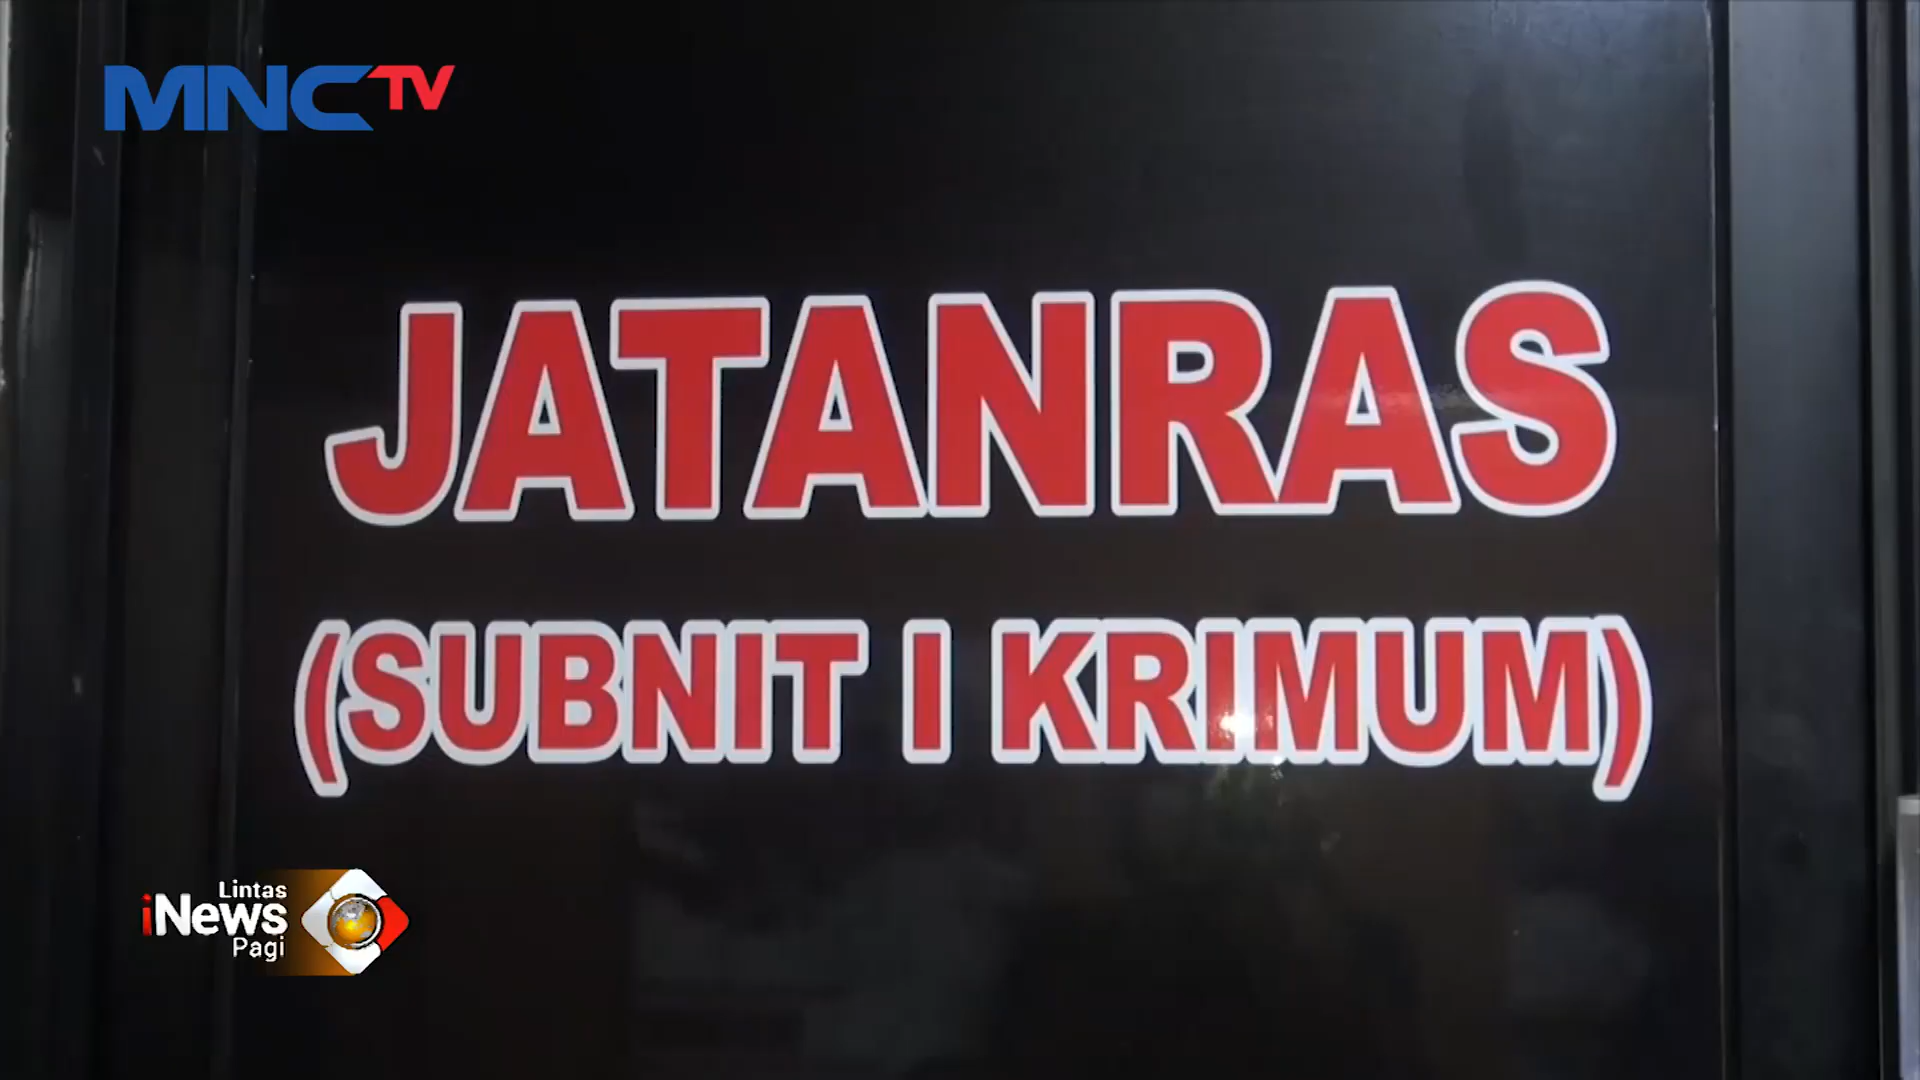 MNCTV
JATANRAS
(SUBNIT I KRIMUM)
Lintas
iNews
Pagi